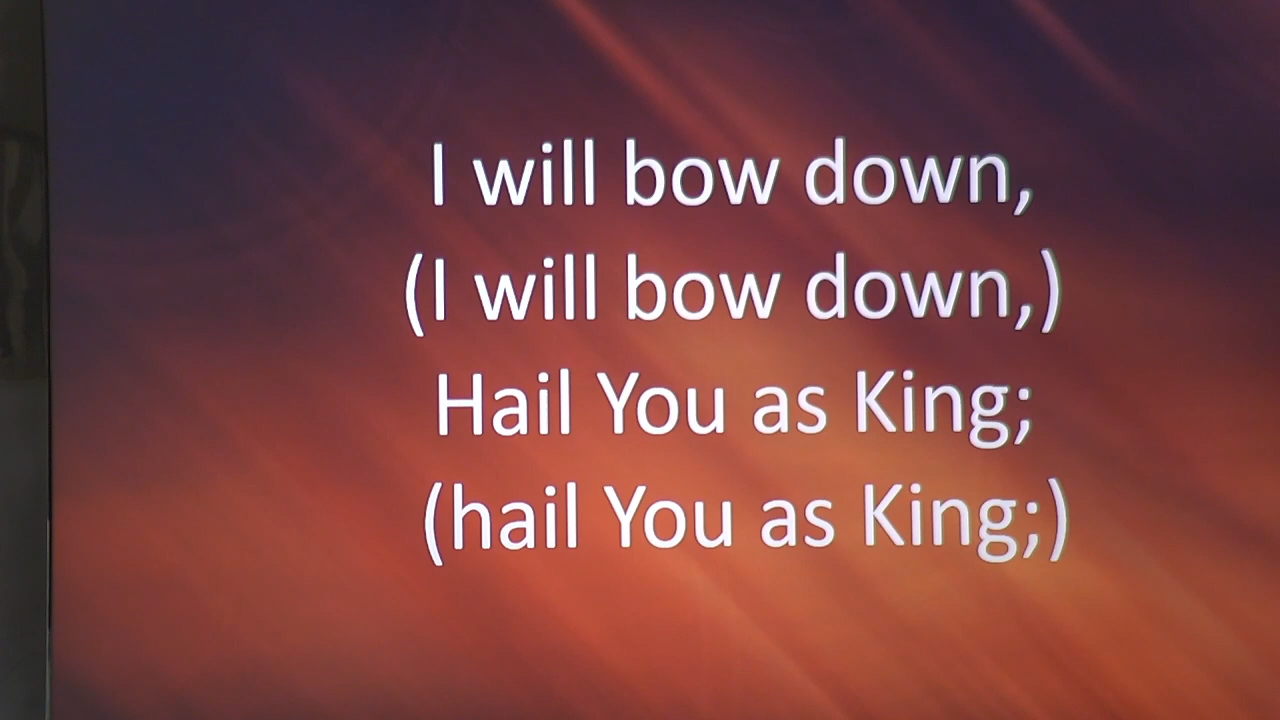 I will bow down,
(I will bow down,)
Hail You as King;
(hail You as King;)